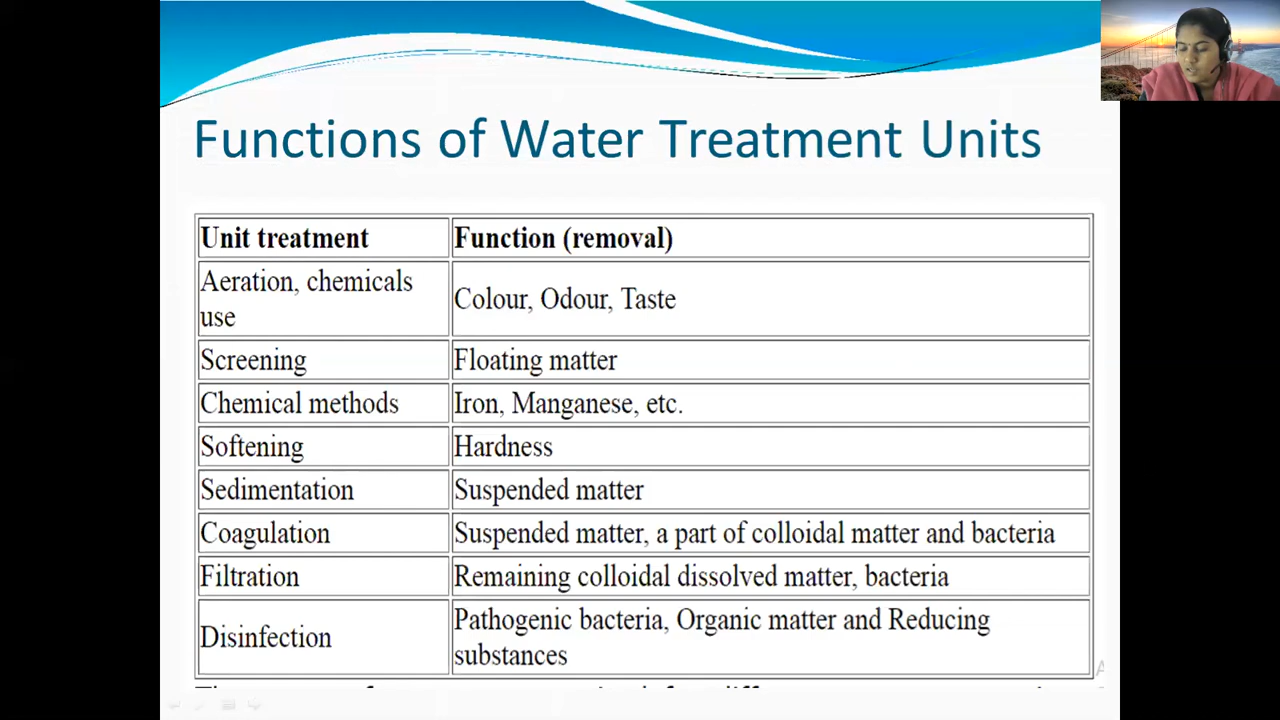 Functions of Water Treatment Units
Unit treatment
Function (removal)
Aeration, chemicals
use
Colour, Odour, Taste
Screening
Floating matter
Chemical methods
Iron, Manganese, etc.
Softening
Hardness
Sedimentation
Suspended matter
Coagulation
Suspended matter, a part of colloidal matter and bacteria
Filtration
Remaining colloidal dissolved matter, bacteria
Disinfection
Pathogenic bacteria, Organic matter and Reducing
substances